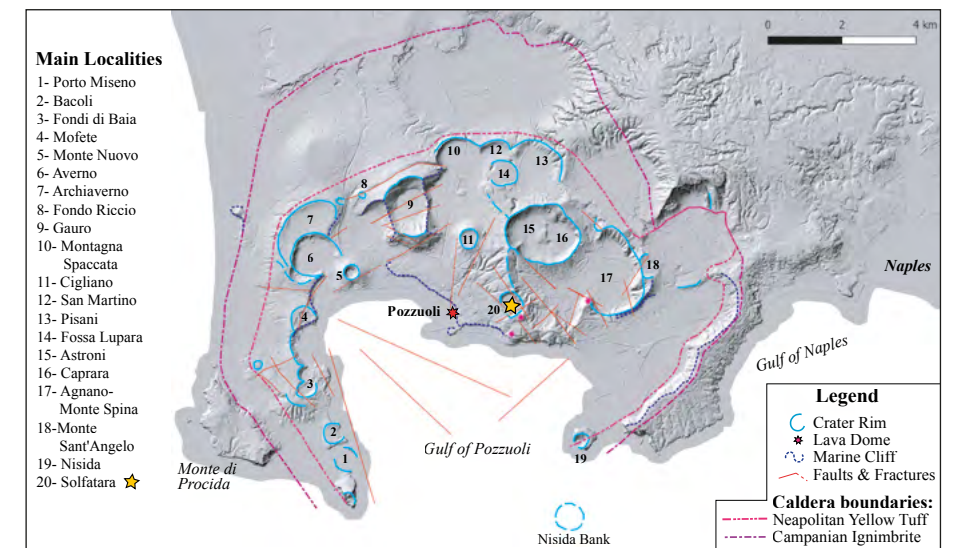 Main Localities
1- Porto Miseno
2- Bacoli
3- Fondi di Baia
4- Mofete
5- Monte Nuovo
6- Averno
7- Archiaverno
8- Fondo Riccio
9- Gauro
10- Montagna
Spaccata
11- Cigliano
12- San Martino
13- Pisani
14- Fossa Lupara
15- Astroni
16- Caprara
17- Agnano-
Monte Spina
18-Monte
Sant'Angelo
19- Nisida
20- Solfatara
0 2 4 km
10
12
13
14
8
9
7
11
15
16
6
5
17
18
20
4
Pozzuoli
3
2
1
19
Naples
Gulf of Naples
Gulf of Pozzuoli
Monte di
Procida
Nisida Bank
Legend
Crater Rim
Lava Dome
Marine Cliff
Faults & Fractures
Caldera boundaries:
Neapolitan Yellow Tuff
Campanian Ignimbrite